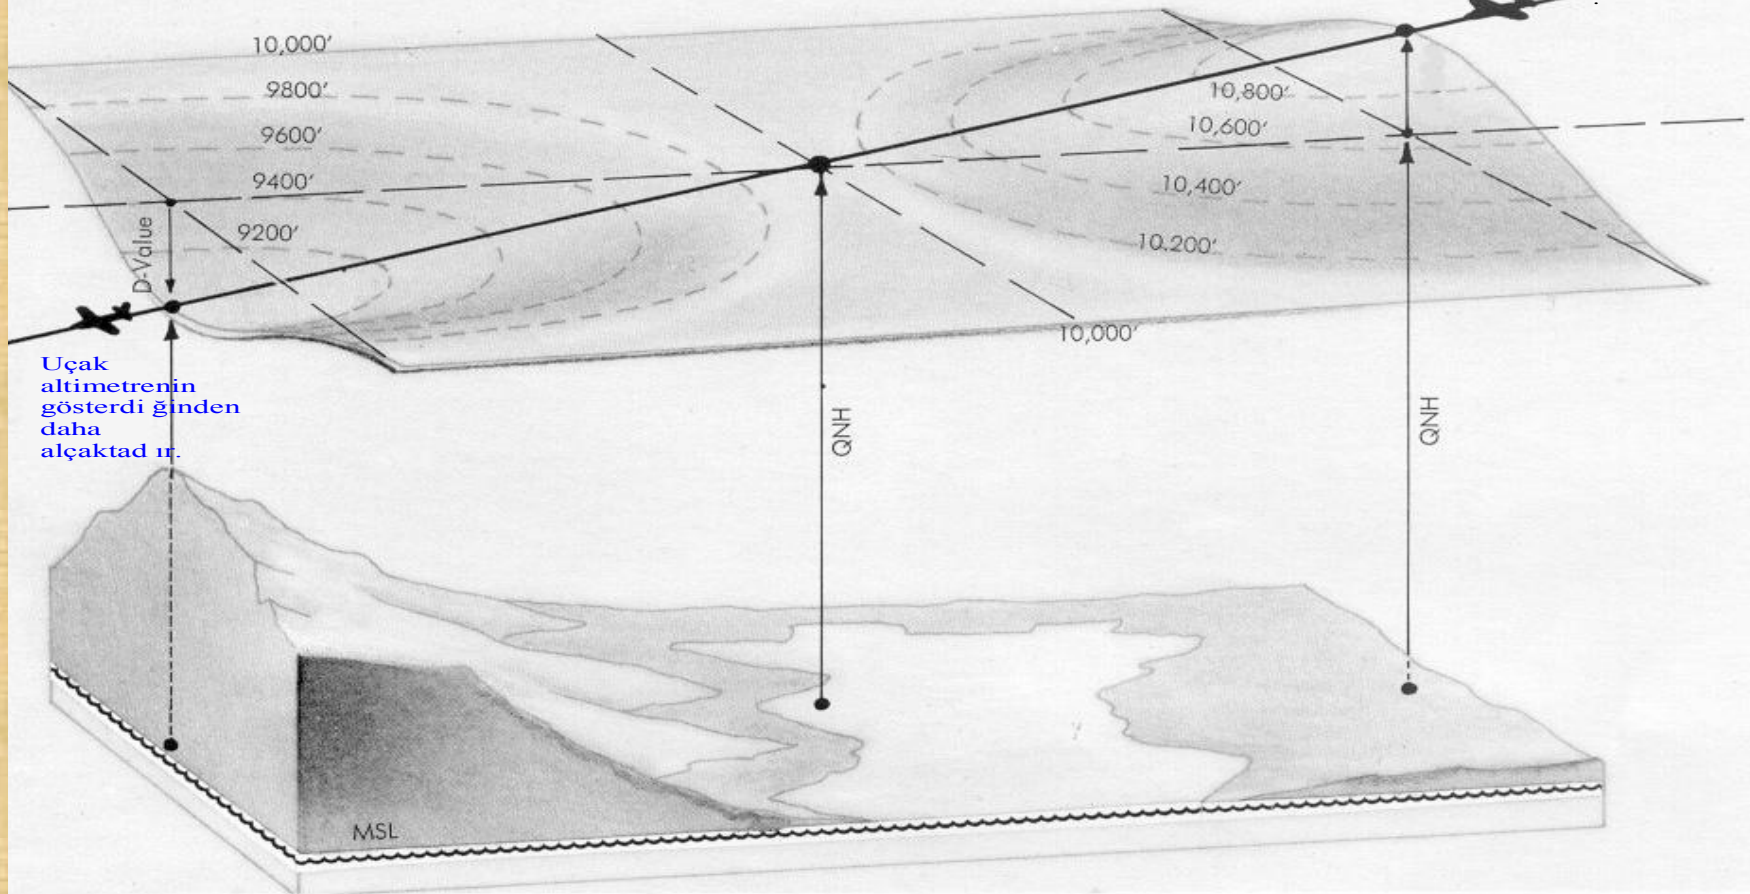 10,000′
9800′
9600′
9400′
9200′
D-Value
10,800′
10,600′
10,400′
10.200′
10,000′
Uçak
altimetrenin
gösterdi ğinden
daha
alçaktad ır.
QNH
QNH
MSL